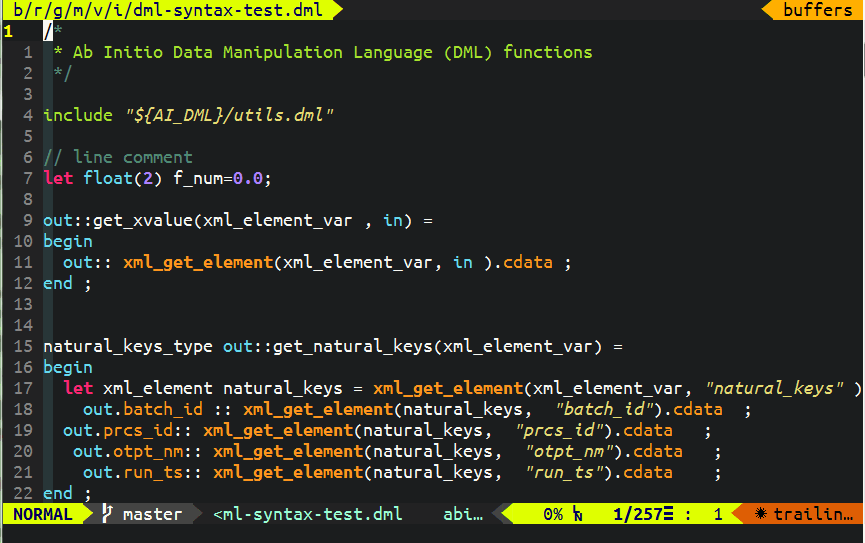 b/r/g/m/v/i/dml-syntax-test.dml buffers
1 /*
1 * Ab Initio Data Manipulation Language (DML) functions
2 */
3
4 include "${AI_DML}/utils.dml"
5
6 // line comment
7 let float(2) f_num=0.0;
8
9 out::get_xvalue(xml_element_var , in) =
10 begin
11 out:: xml_get_element(xml_element_var, in ).cdata ;
12 end ;
13
14
15 natural_keys_type out::get_natural_keys(xml_element_var) =
16 begin
17 let xml_element natural_keys = xml_get_element(xml_element_var, "natural_keys" )
18 out.batch_id :: xml_get_element(natural_keys, "batch_id").cdata ;
19 out.prcs_id:: xml_get_element(natural_keys, "prcs_id").cdata ;
20 out.otpt_nm:: xml_get_element(natural_keys, "otpt_nm").cdata ;
21 out.run_ts:: xml_get_element(natural_keys, "run_ts").cdata ;
22 end ;
NORMAL master <ml-syntax-test.dml abi… 0% 1/257 : 1 trailin…